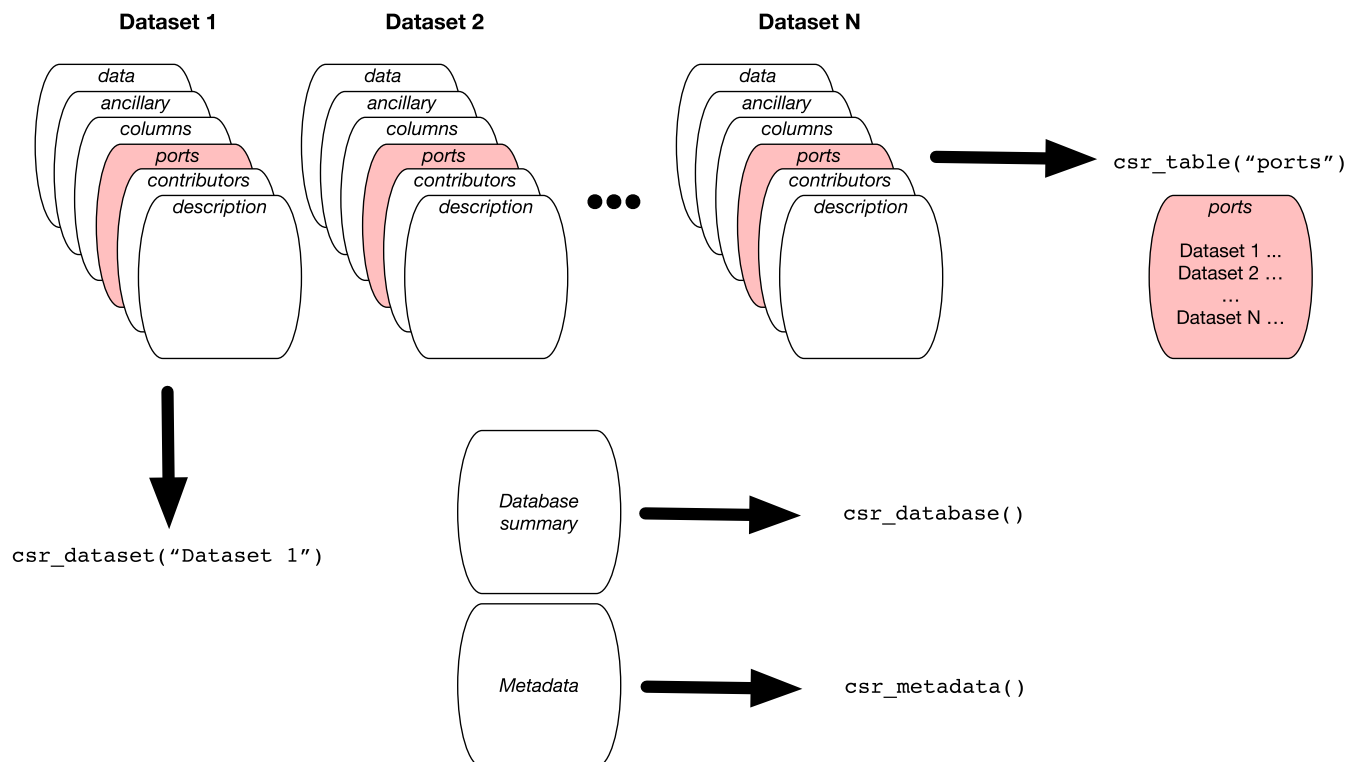 Dataset 1
Dataset 2
Dataset N
data
ancillary
columns
ports
contributors
description
data
ancillary
columns
ports
contributors
description
data
ancillary
columns
ports
contributors
description
csr_table(“ports”)
ports
Dataset 1 ...
Dataset 2 …
…
Dataset N …
csr_dataset(“Dataset 1”)
Database
summary
csr_database()
Metadata
csr_metadata()